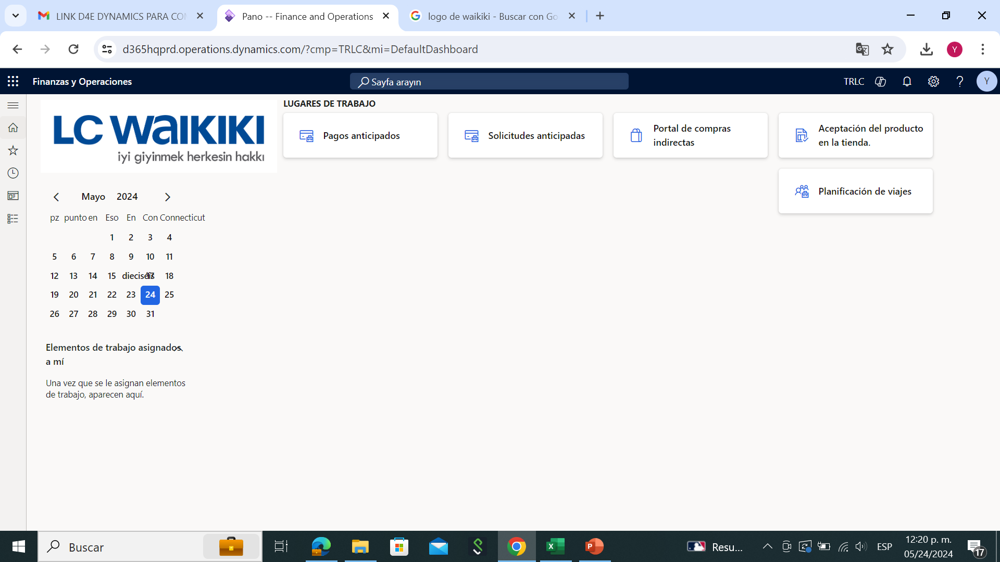 LINK D4E DYNAMICS PARA CO
Pano -- Finance and Operations
logo de waikiki - Buscar con Go
d365hqprd.operations.dynamics.com/?cmp=TRLC&mi=DefaultDashboard
Y
Finanzas y Operaciones
Sayfa arayın
TRLC
?
Y
LC WAIKIKI
iyi giyinmek herkesin hakkı
LUGARES DE TRABAJO
Pagos anticipados
Solicitudes anticipadas
Portal de compras
indirectas
Aceptación del producto
en la tienda.
Planificación de viajes
Mayo 2024
pz punto en Eso En Con Connecticut
1 2 3 4
5 6 7 8 9 10 11
12 13 14 15 dieciséis 17 18
19 20 21 22 23 24 25
26 27 28 29 30 31
Elementos de trabajo asignados
a mí
Una vez que se le asignan elementos
de trabajo, aparecen aquí.
Buscar
Resu...
ESP
12:20 p. m.
05/24/2024
17